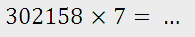 302158 × 7 = ...